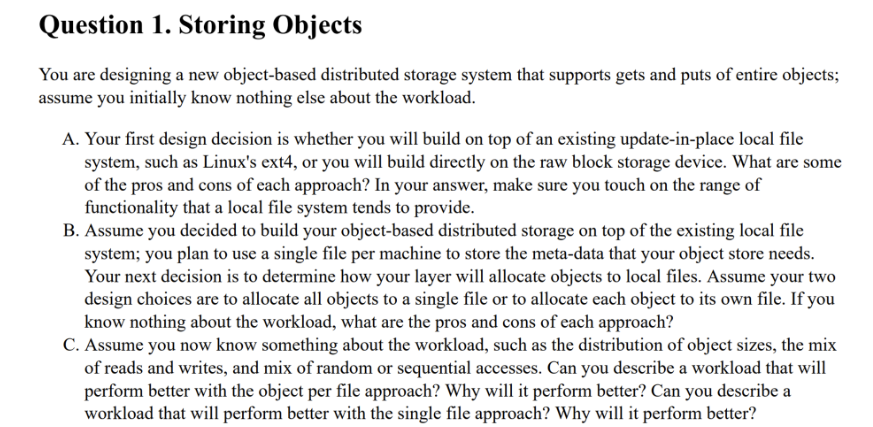 Question 1. Storing Objects
You are designing a new object-based distributed storage system that supports gets and puts of entire objects;
assume you initially know nothing else about the workload.
A. Your first design decision is whether you will build on top of an existing update-in-place local file
system, such as Linux's ext4, or you will build directly on the raw block storage device. What are some
of the pros and cons of each approach? In your answer, make sure you touch on the range of
functionality that a local file system tends to provide.
B. Assume you decided to build your object-based distributed storage on top of the existing local file
system; you plan to use a single file per machine to store the meta-data that your object store needs.
Your next decision is to determine how your layer will allocate objects to local files. Assume your two
design choices are to allocate all objects to a single file or to allocate each object to its own file. If you
know nothing about the workload, what are the pros and cons of each approach?
C. Assume you now know something about the workload, such as the distribution of object sizes, the mix
of reads and writes, and mix of random or sequential accesses. Can you describe a workload that will
perform better with the object per file approach? Why will it perform better? Can you describe a
workload that will perform better with the single file approach? Why will it perform better?